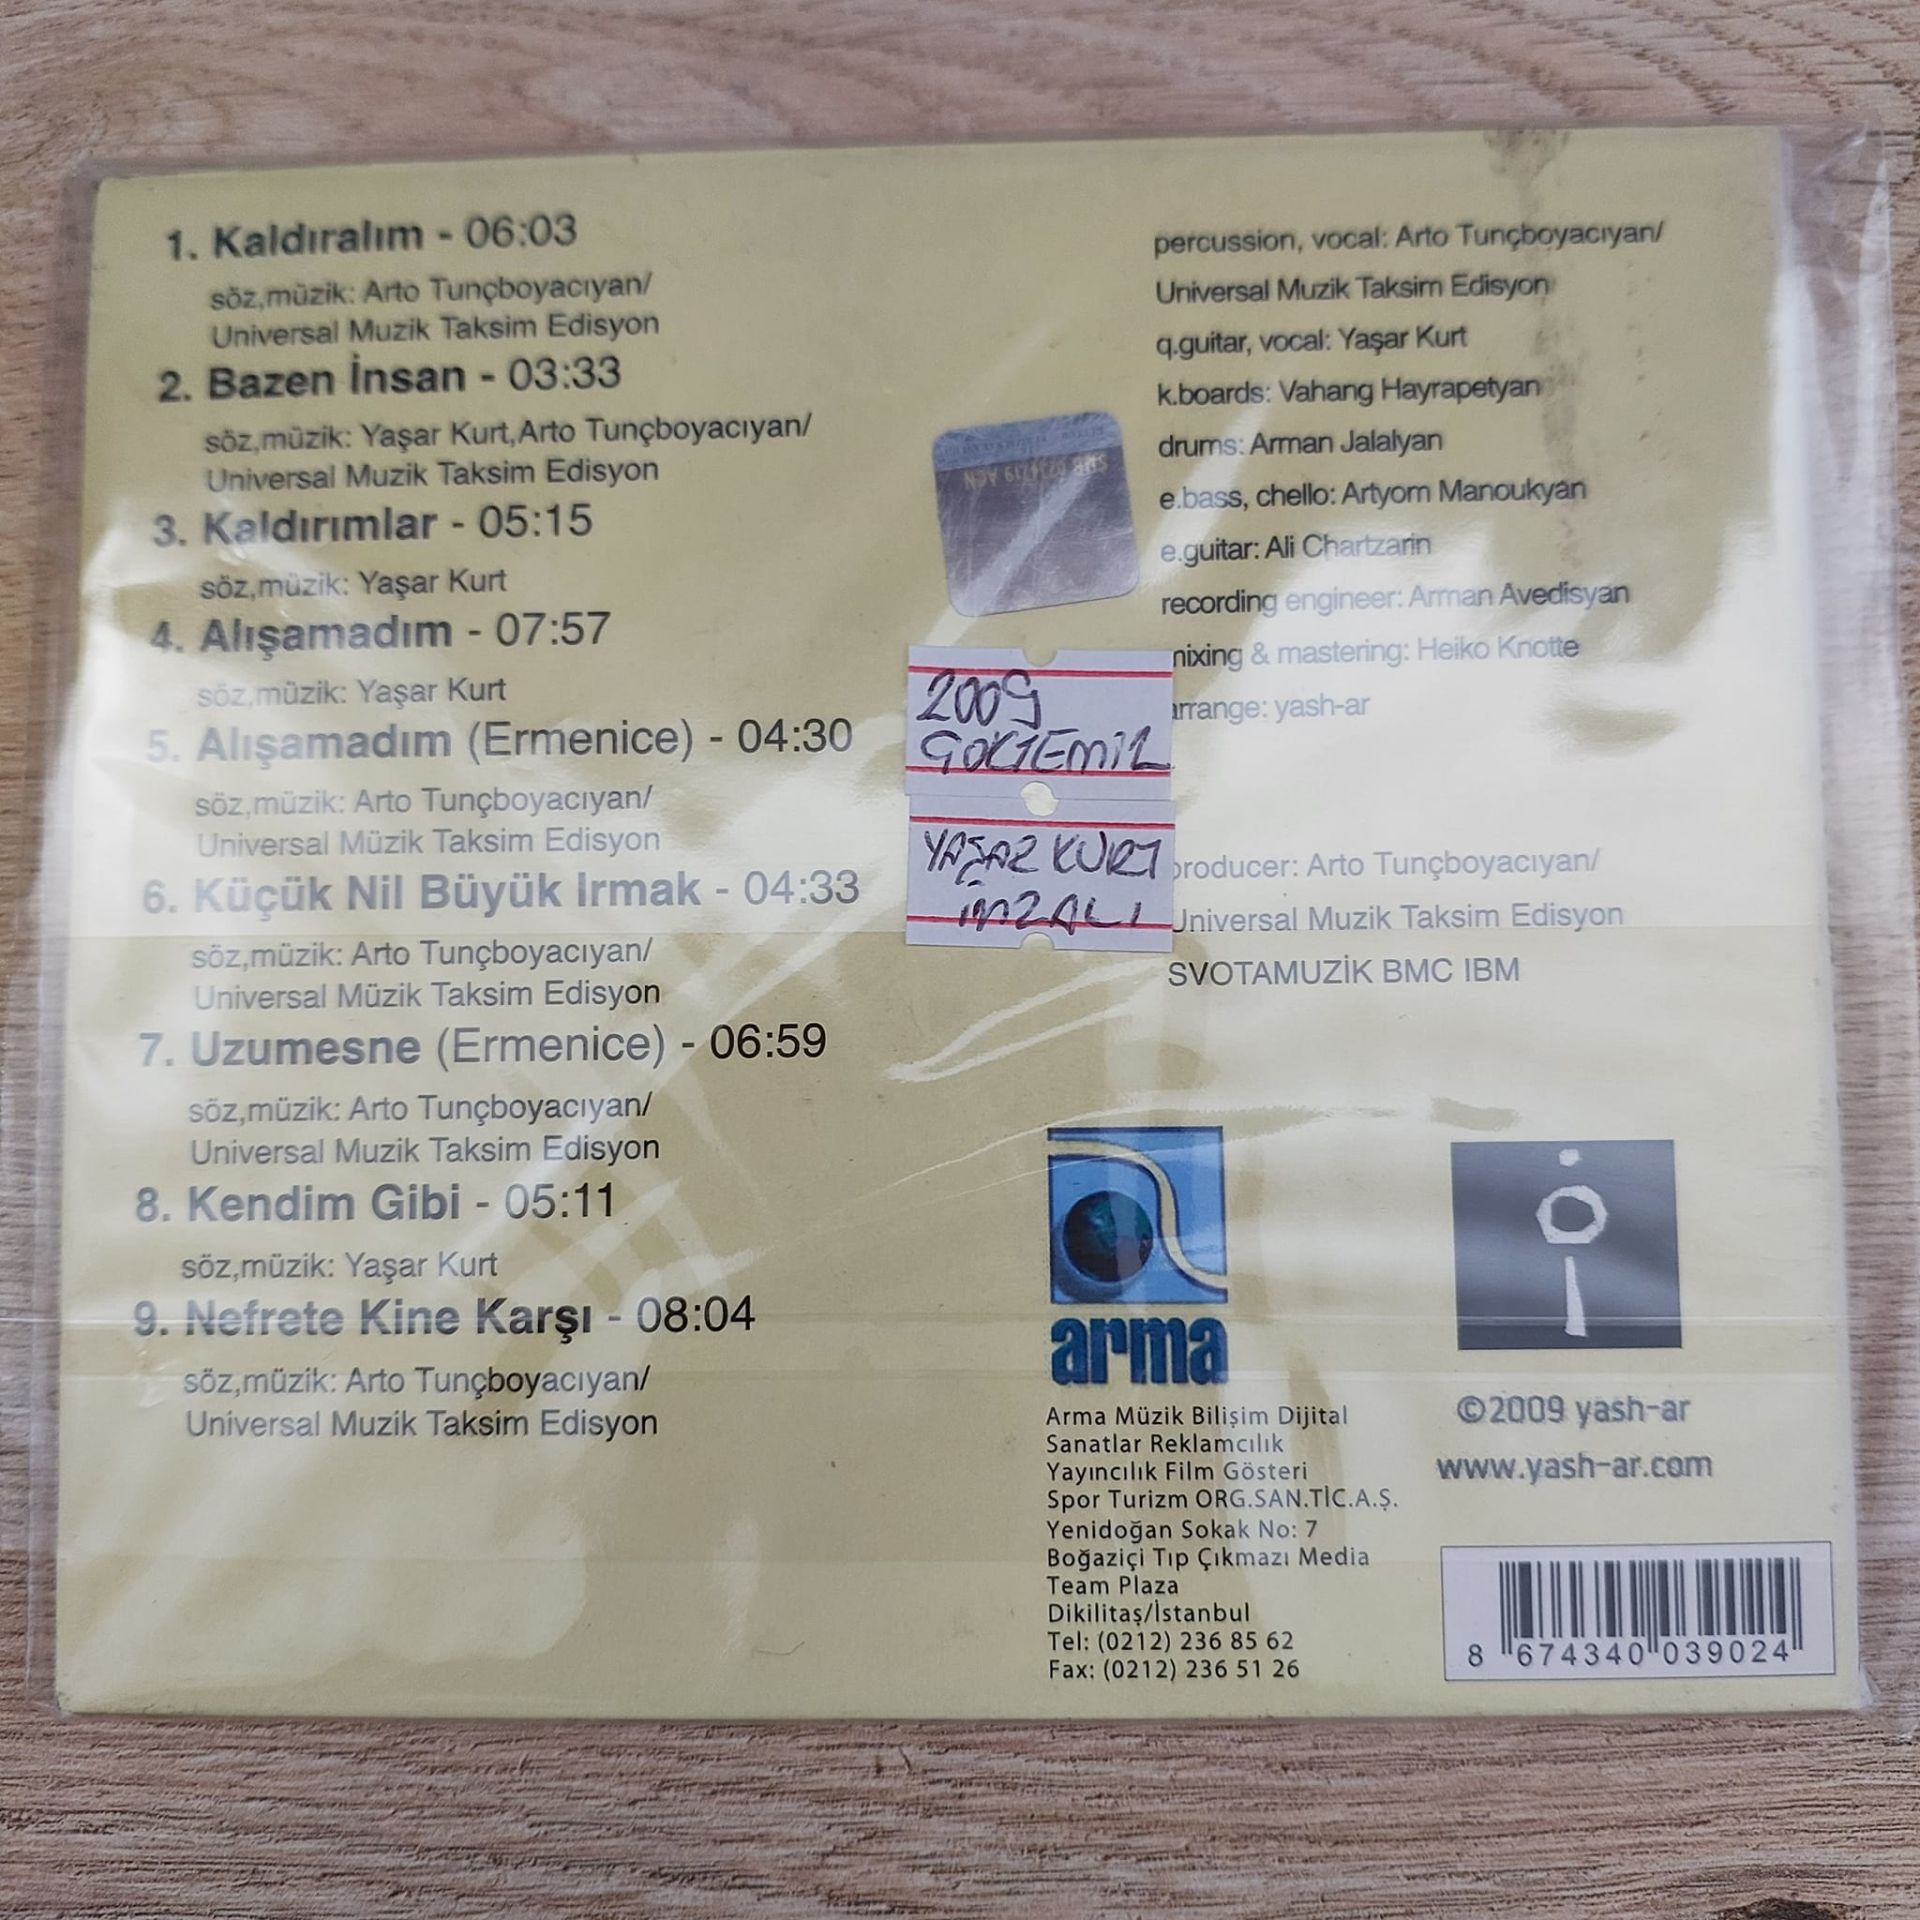 1. Kaldıralım - 06:03
söz,müzik: Arto Tunçboyacıyan/
Universal Muzik Taksim Edisyon
2. Bazen İnsan - 03:33
söz,müzik: Yaşar Kurt,Arto Tunçboyacıyan/
Universal Muzik Taksim Edisyon
3. Kaldırımlar - 05:15
söz,müzik: Yaşar Kurt
4. Alışamadım - 07:57
söz,müzik: Yaşar Kurt
5. Alışamadım (Ermenice) - 04:30
söz,müzik: Arto Tunçboyacıyan/
Universal Müzik Taksim Edisyon
6. Küçük Nil Büyük Irmak - 04:33
söz,müzik: Arto Tunçboyacıyan/
Universal Müzik Taksim Edisyon
7. Uzumesne (Ermenice) - 06:59
söz,müzik: Arto Tunçboyacıyan/
Universal Muzik Taksim Edisyon
8. Kendim Gibi - 05:11
söz,müzik: Yaşar Kurt
9. Nefrete Kine Karşı - 08:04
söz,müzik: Arto Tunçboyacıyan/
Universal Muzik Taksim Edisyon
2009
YAŞAR KURT
İMZALI
percussion, vocal: Arto Tunçboyacıyan/
Universal Muzik Taksim Edisyon
q.guitar, vocal: Yaşar Kurt
k.boards: Vahang Hayrapetyan
drums: Arman Jalalyan
e.bass, chello: Artyom Manoukyan
e.guitar: Ali Chartzarin
recording engineer: Arman Avedisyan
mixing & mastering: Heiko Knotte
arrange: yash-ar
producer: Arto Tunçboyacıyan/
Universal Muzik Taksim Edisyon
SVOTAMUZİK BMC IBM
arma
Arma Müzik Bilişim Dijital
Sanatlar Reklamcılık
Yayıncılık Film Gösteri
Spor Turizm ORG.SAN.TİC.A.Ş.
Yenidoğan Sokak No: 7
Boğaziçi Tıp Çıkmazı Media
Team Plaza
Dikilitaş/İstanbul
Tel: (0212) 236 85 62
Fax: (0212) 236 51 26
©2009 yash-ar
www.yash-ar.com
8 674340 039024